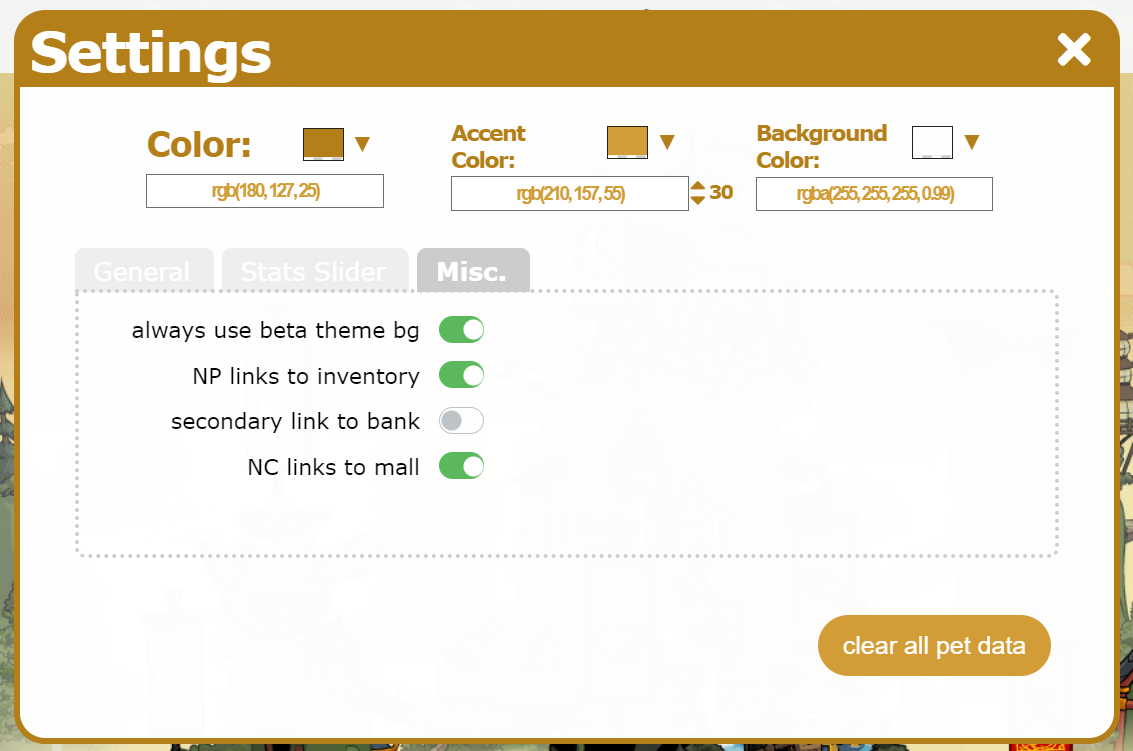 Settings
Color:
Accent
Color:
Background
Color:
rgb(180, 127, 25)
rgb(210, 157, 55)
30
rgba(255, 255, 255, 0.99)
General
Stats Slider
Misc.
always use beta theme bg
NP links to inventory
secondary link to bank
NC links to mall
clear all pet data